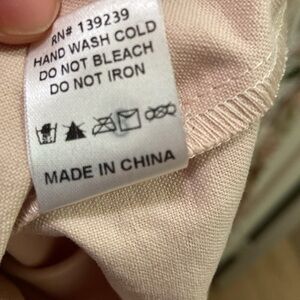 RN# 139239
HAND WASH COLD
DO NOT BLEACH
DO NOT IRON
MADE IN CHINA